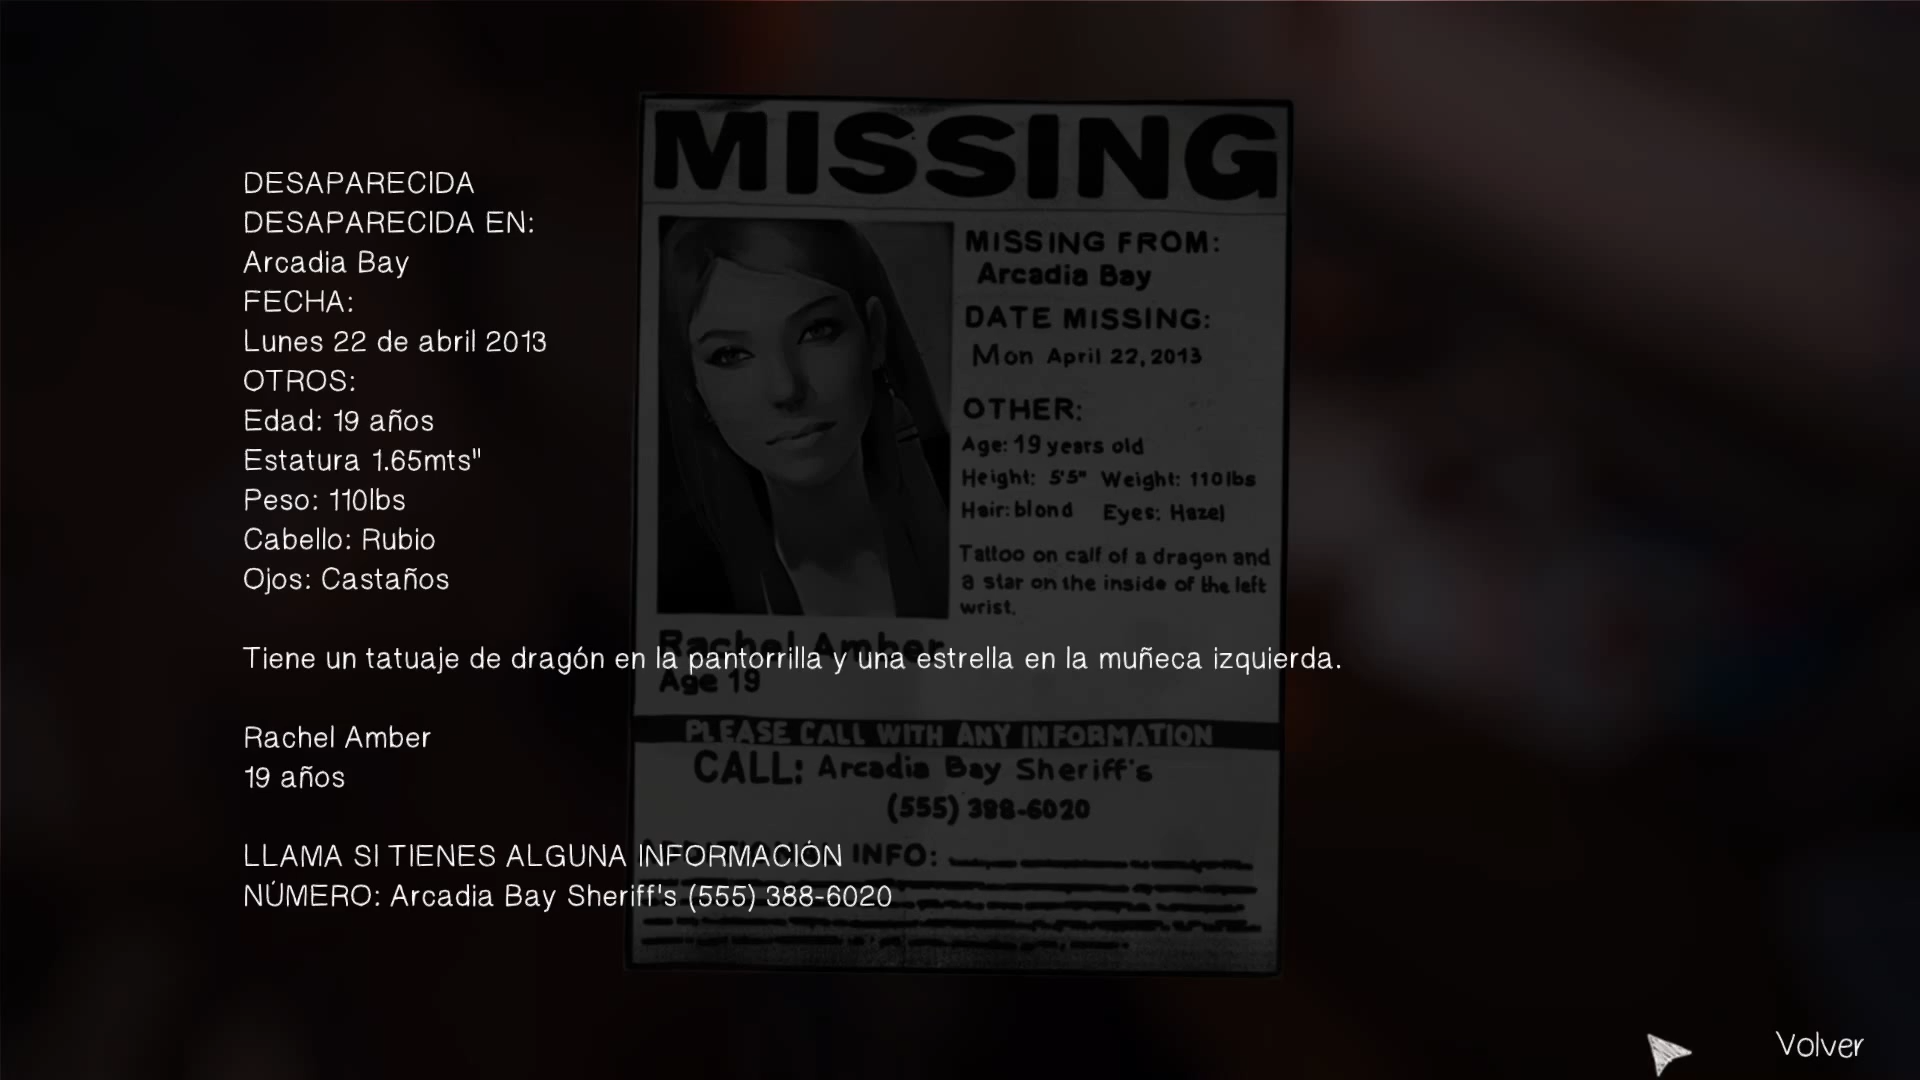 DESAPARECIDA
DESAPARECIDA EN:
Arcadia Bay
FECHA:
Lunes 22 de abril 2013
OTROS:
Edad: 19 años
Estatura 1.65mts"
Peso: 110lbs
Cabello: Rubio
Ojos: Castaños
Tiene un tatuaje de dragón en la pantorrilla y una estrella en la muñeca izquierda.
Rachel Amber
19 años
LLAMA SI TIENES ALGUNA INFORMACIÓN
NÚMERO: Arcadia Bay Sheriff's (555) 388-6020
MISSING
MISSING FROM:
Arcadia Bay
DATE MISSING:
Mon April 22, 2013
OTHER:
Age: 19 years old
Height: 5'5" Weight: 110lbs
Hair: blond Eyes: Hazel
Tattoo on calf of a dragon and
a star on the inside of the left
wrist.
Rachel Amber
Age 19
PLEASE CALL WITH ANY INFORMATION
CALL: Arcadia Bay Sheriff's
(555) 388-6020
INFO:
Volver